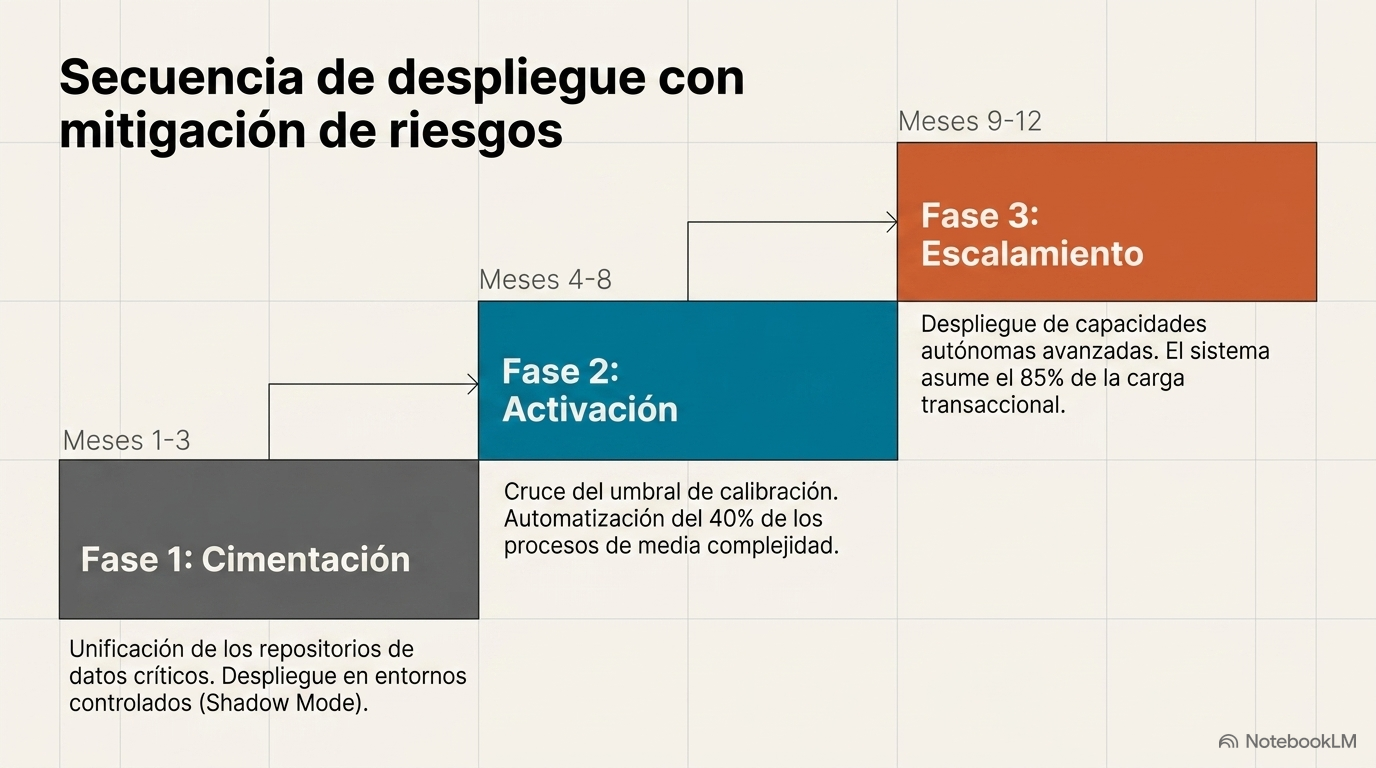 Secuencia de despliegue con
mitigación de riesgos
Meses 1-3
Fase 1: Cimentación
Unificación de los repositorios de
datos críticos. Despliegue en entornos
controlados (Shadow Mode).
Meses 4-8
Fase 2:
Activación
Cruce del umbral de calibración.
Automatización del 40% de los
procesos de media complejidad.
Meses 9-12
Fase 3:
Escalamiento
Despliegue de capacidades
autónomas avanzadas. El sistema
asume el 85% de la carga
transaccional.
NotebookLM